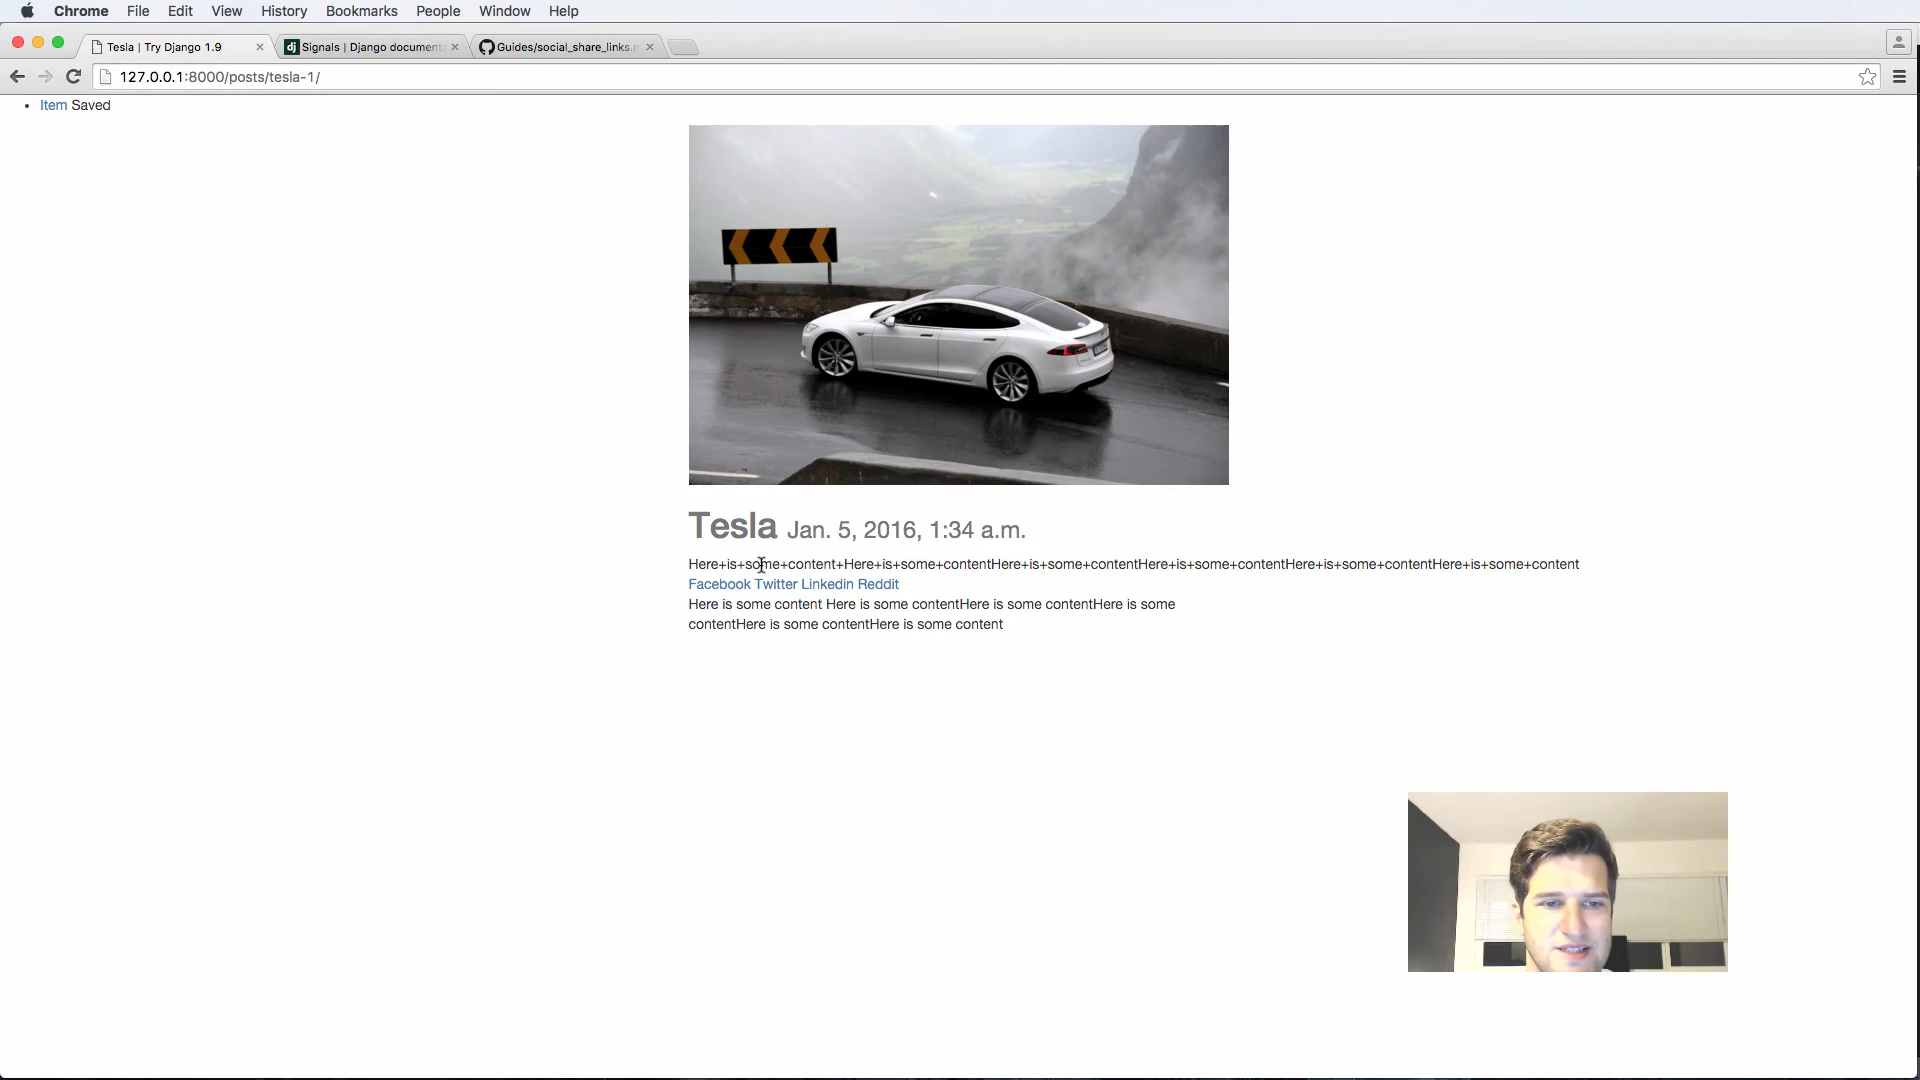 Chrome File Edit View History Bookmarks People Window Help
Tesla | Try Django 1.9 Signals | Django document Guides/social_share_links.m
127.0.0.1:8000/posts/tesla-1/
Item Saved
Tesla Jan. 5, 2016, 1:34 a.m.
Here+is+some+content+Here+is+some+contentHere+is+some+contentHere+is+some+contentHere+is+some+contentHere+is+some+content
Facebook Twitter Linkedin Reddit
Here is some content Here is some contentHere is some contentHere is some
contentHere is some contentHere is some content